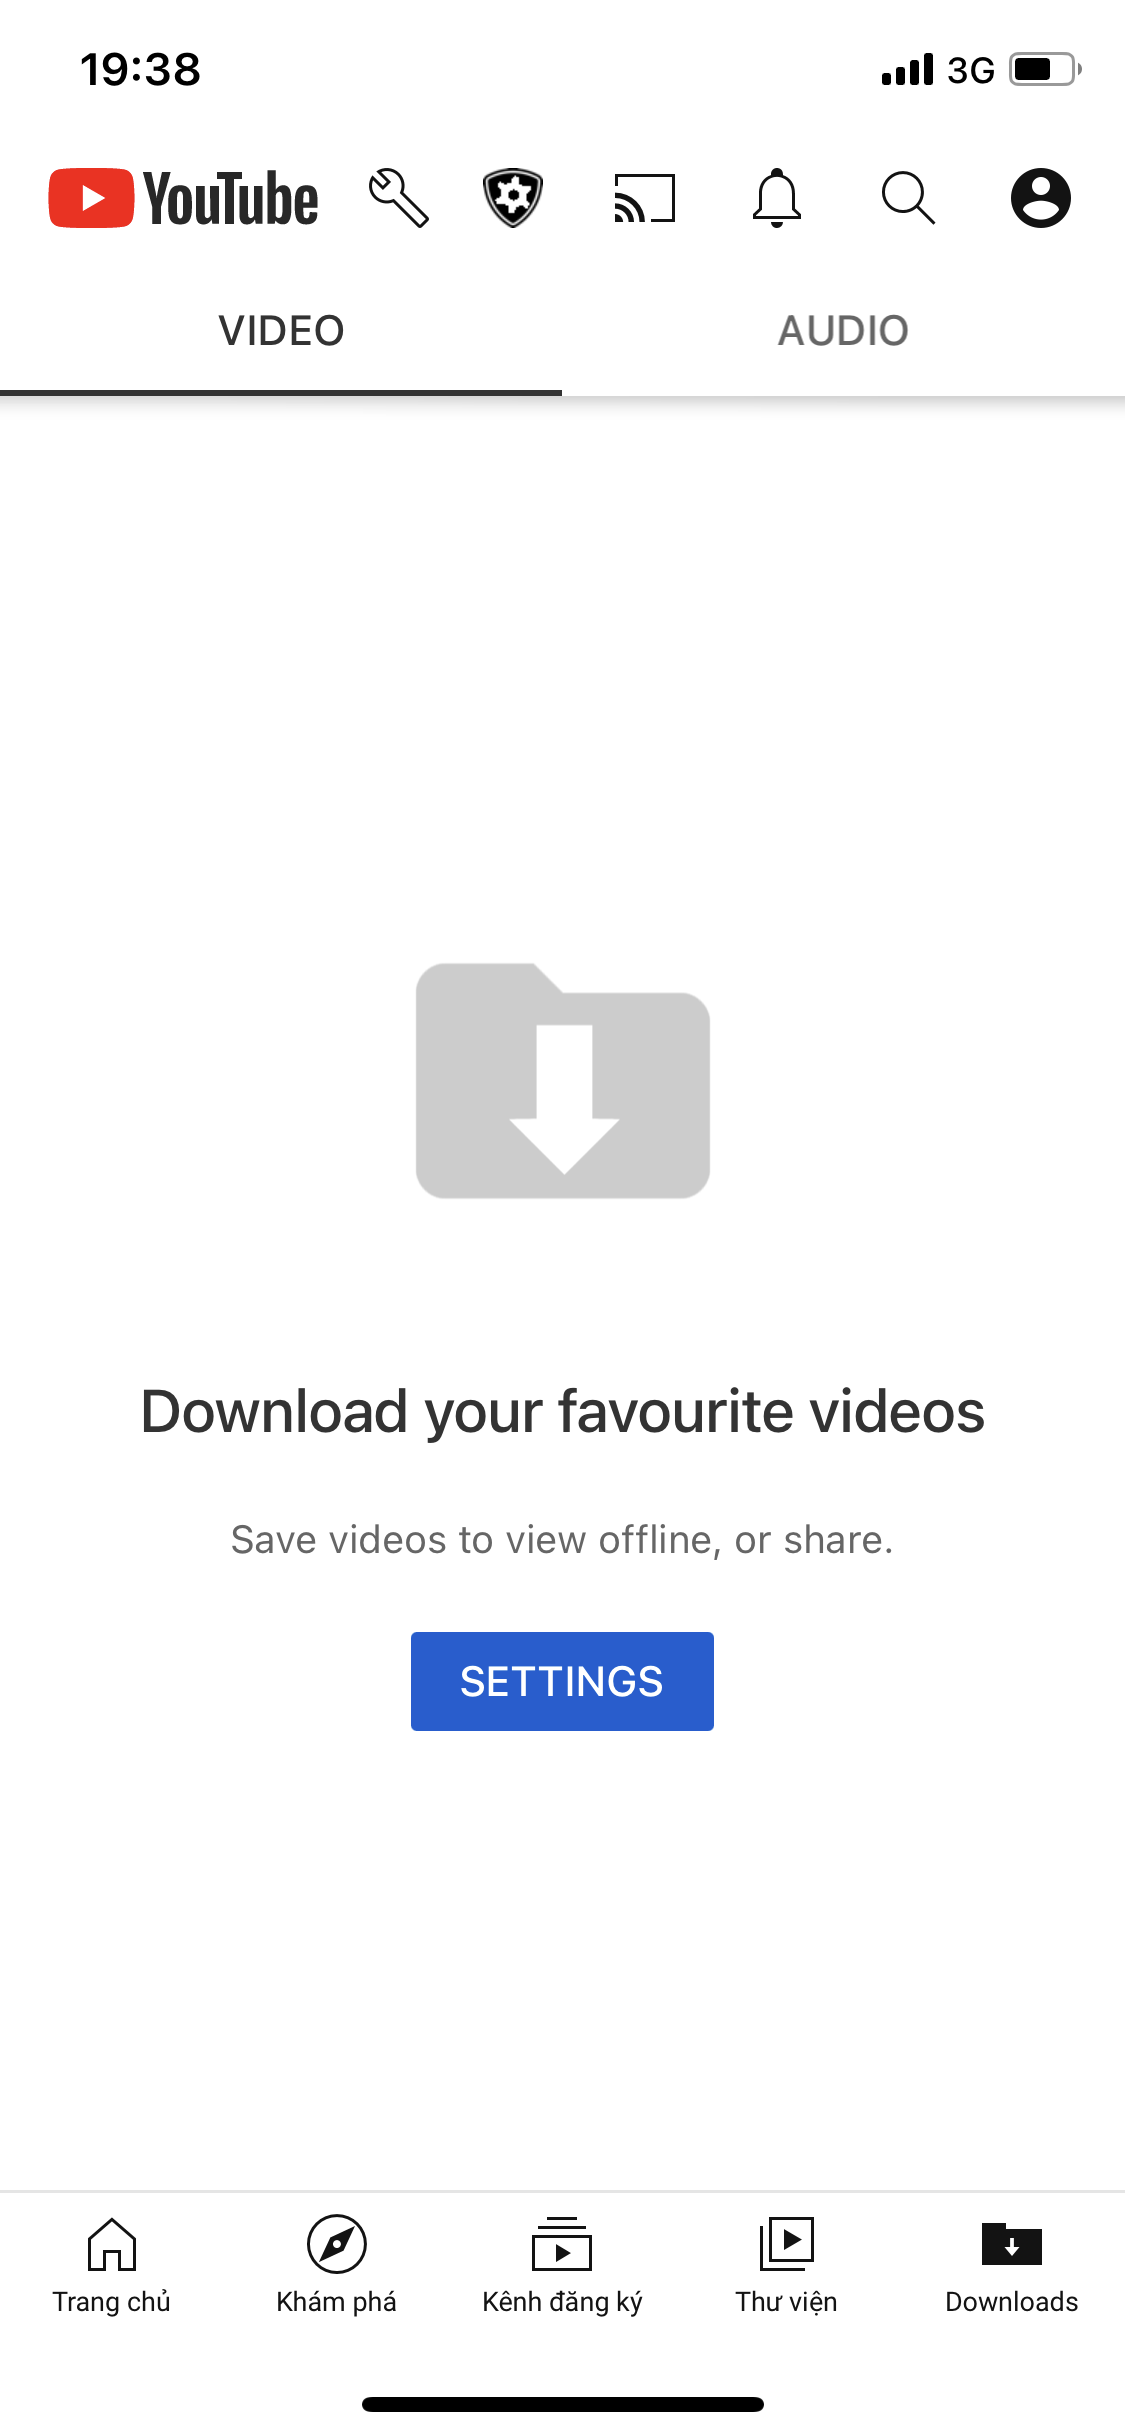 19:38
3G
YouTube
VIDEO
AUDIO
Download your favourite videos
Save videos to view offline, or share.
SETTINGS
Trang chủ
Khám phá
Kênh đăng ký
Thư viện
Downloads